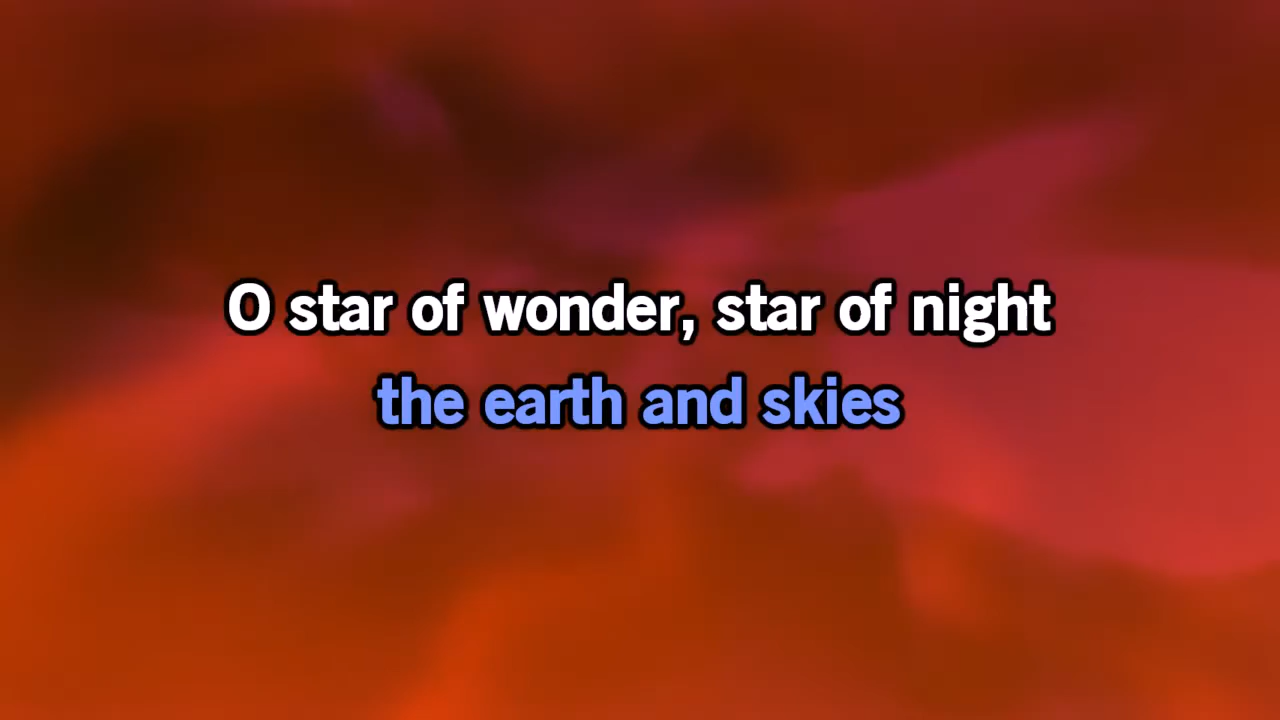 O star of wonder, star of night
the earth and skies